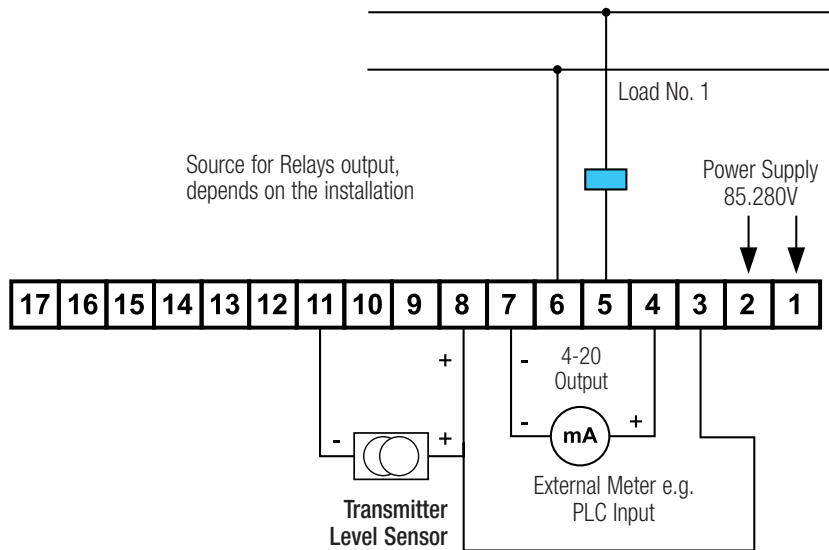 Load No. 1
Source for Relays output,
depends on the installation
Power Supply
85.280V
17 16 15 14 13 12 11 10 9 8 7 6 5 4 3 2 1
+ - 4-20
Output
- + - mA +
External Meter e.g.
PLC Input
Transmitter
Level Sensor